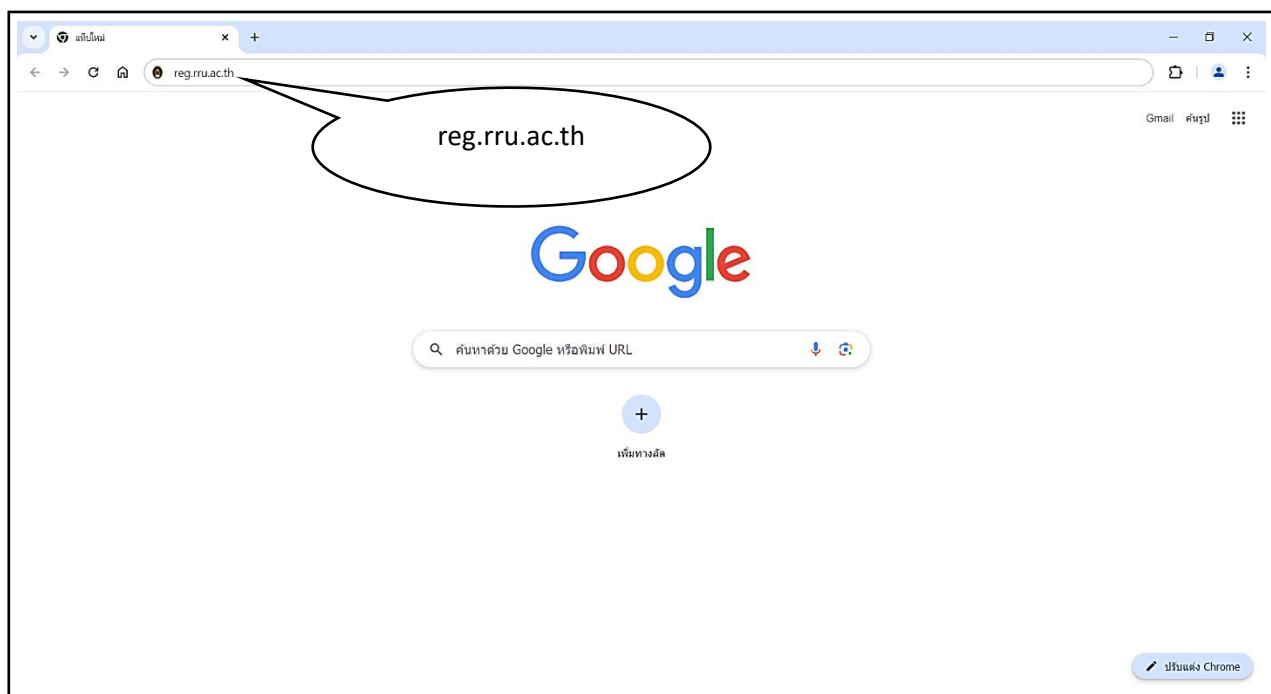 แท็บใหม่
reg.rru.ac.th
reg.rru.ac.th
Gmail ค้นรูป
Google
ค้นหาด้วย Google หรือพิมพ์ URL
เพิ่มทางลัด
ปรับแต่ง Chrome